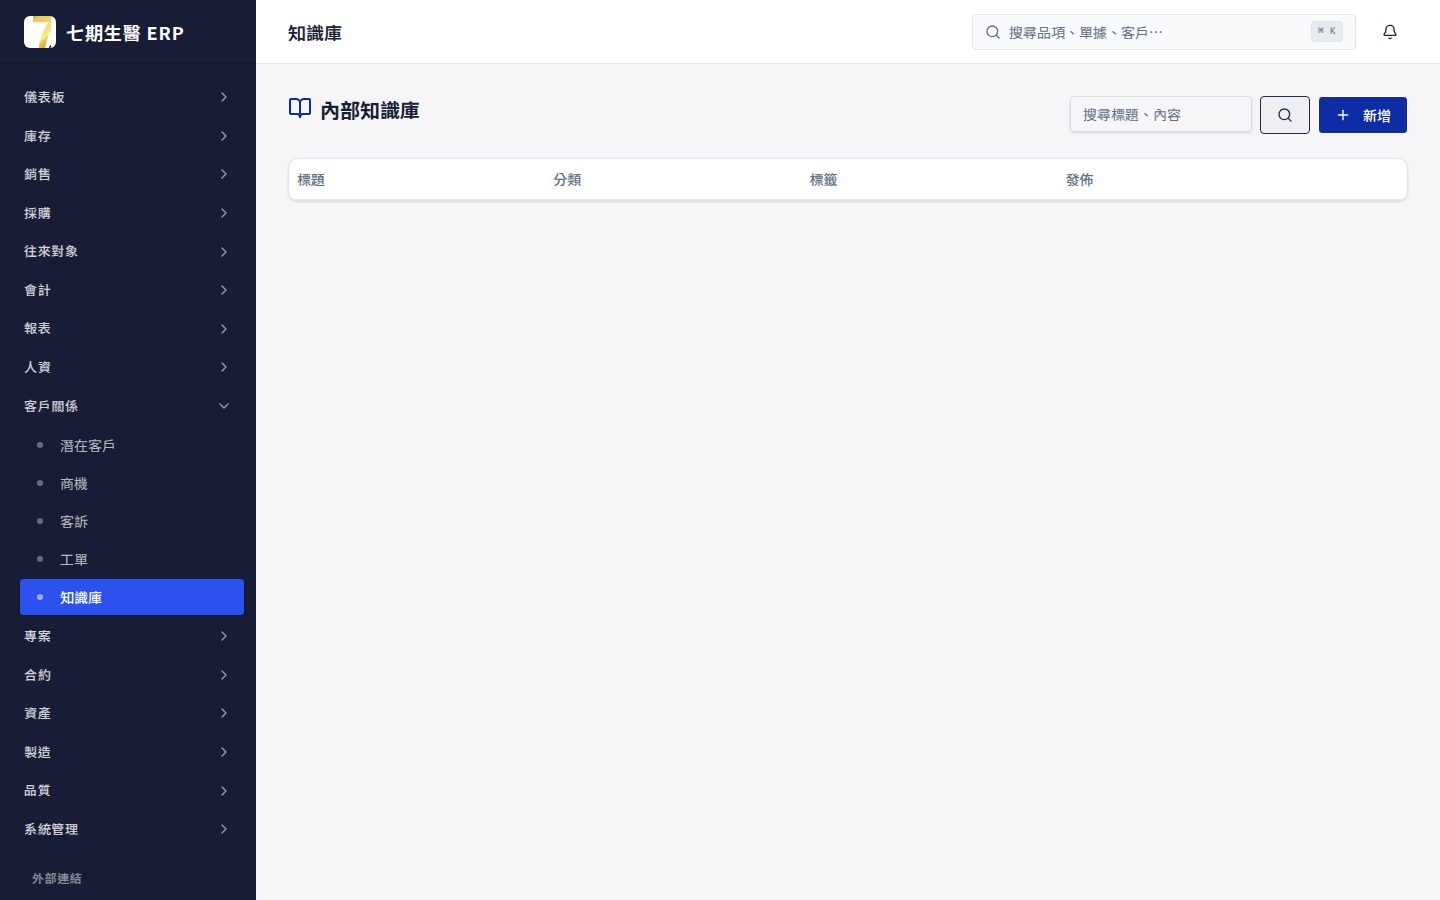 七期生醫 ERP
知識庫
搜尋品項、單據、客戶…
⌘ K
儀表板
庫存
銷售
採購
往來對象
會計
報表
人資
客戶關係
潛在客戶
商機
客訴
工單
知識庫
專案
合約
資產
製造
品質
系統管理
外部連結
內部知識庫
搜尋標題、內容
新增
標題
分類
標籤
發佈